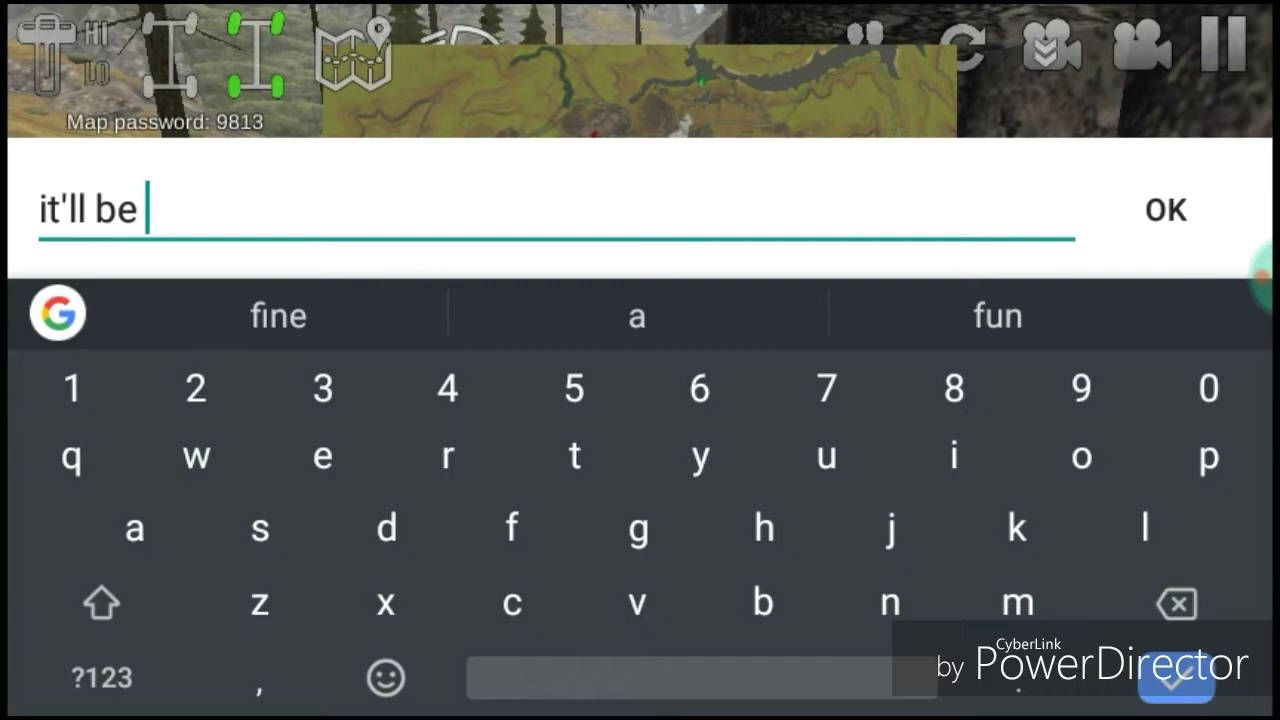 HI
LO
Map password: 9813
it'll be
OK
G
fine a fun
1 2 3 4 5 6 7 8 9 0
q w e r t y u i o p
a s d f g h j k l
z x c v b n m
?123 , .
CyberLink
by PowerDirector